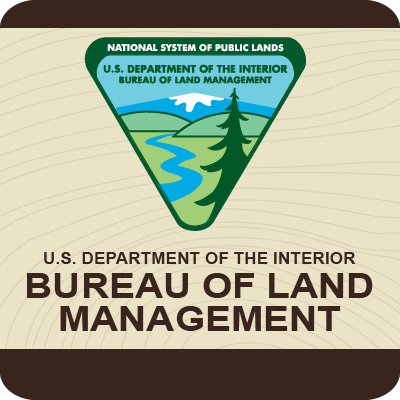 NATIONAL SYSTEM OF PUBLIC LANDS
U.S. DEPARTMENT OF THE INTERIOR
BUREAU OF LAND MANAGEMENT
U.S. DEPARTMENT OF THE INTERIOR
BUREAU OF LAND
MANAGEMENT